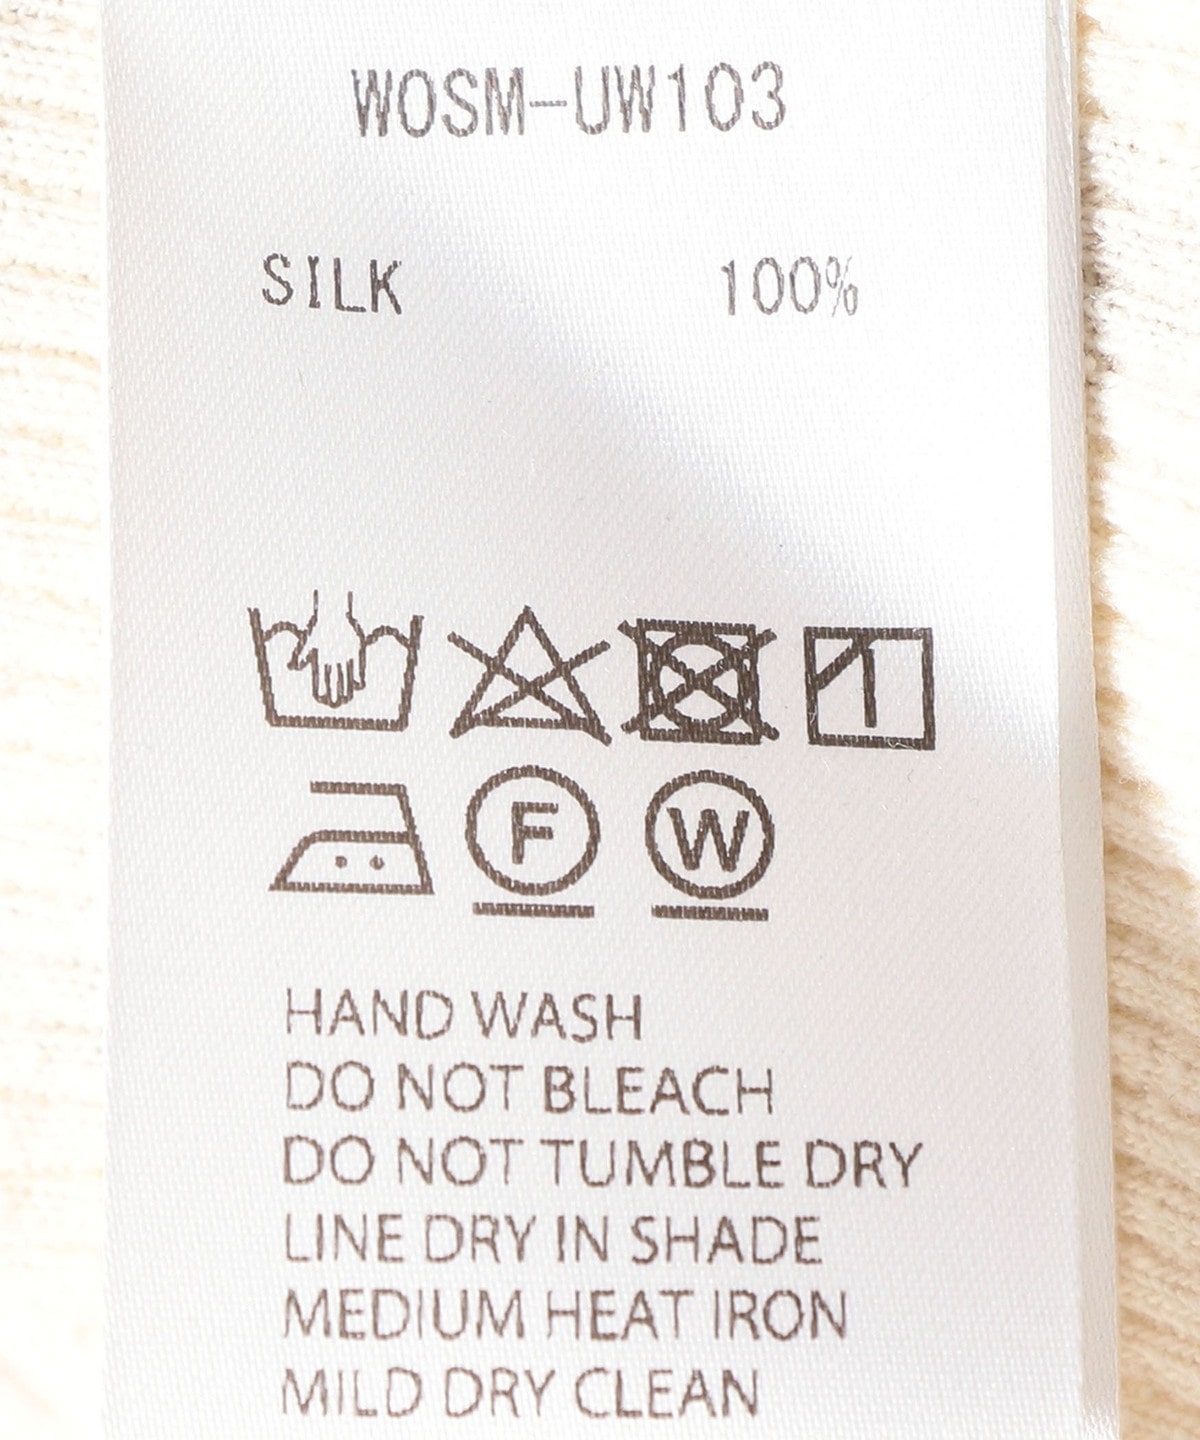 WOSM-UW103
SILK 100%
F W
HAND WASH
DO NOT BLEACH
DO NOT TUMBLE DRY
LINE DRY IN SHADE
MEDIUM HEAT IRON
MILD DRY CLEAN